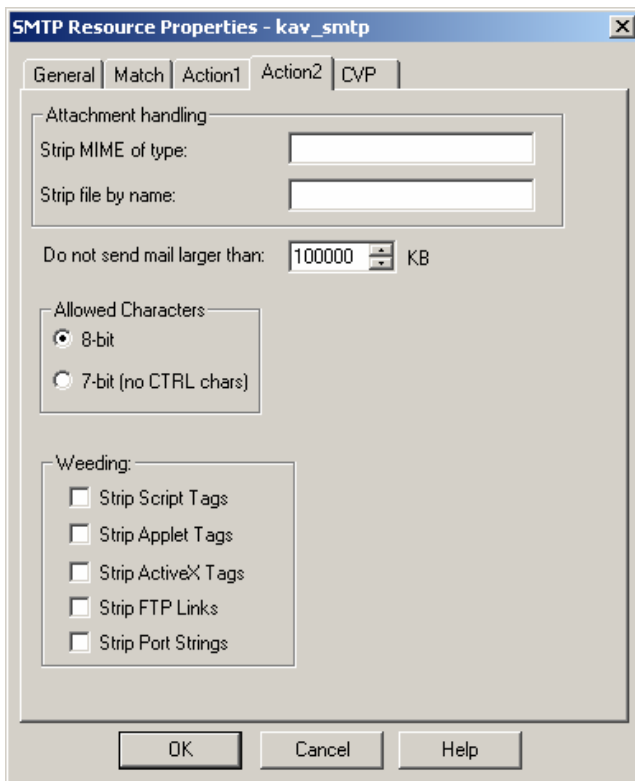 SMTP Resource Properties - kav_smtp
General Match Action1 Action2 CVP
Attachment handling
Strip MIME of type:
Strip file by name:
Do not send mail larger than: 100000 KB
Allowed Characters
8-bit
7-bit (no CTRL chars)
Weeding:
Strip Script Tags
Strip Applet Tags
Strip ActiveX Tags
Strip FTP Links
Strip Port Strings
OK Cancel Help